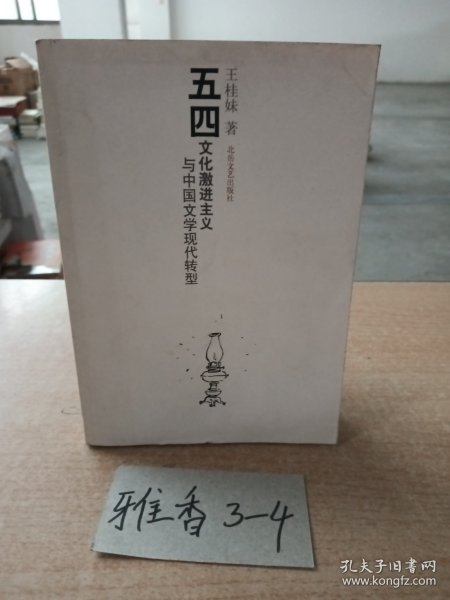 王桂妹 著
北岳文艺出版社
五四
文化激进主义
与中国文学现代转型
雅香 3-4
孔夫子旧书网
www.kongfz.com